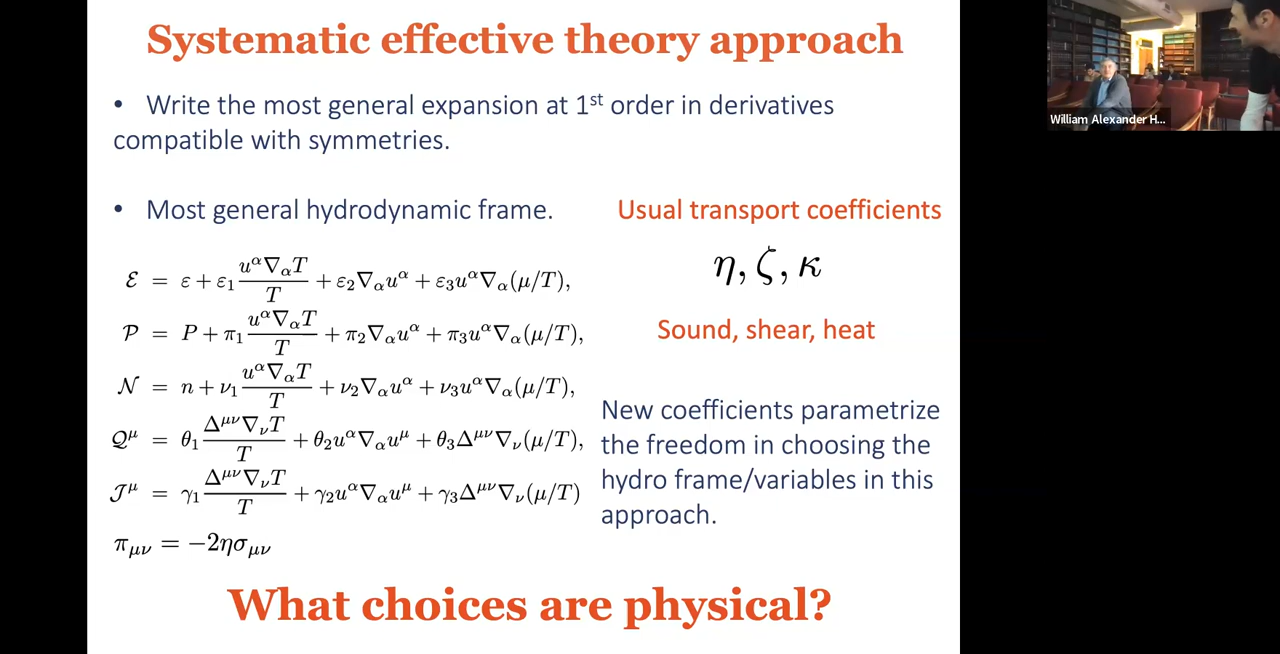 Systematic effective theory approach
• Write the most general expansion at 1st order in derivatives
compatible with symmetries.
• Most general hydrodynamic frame.
Usual transport coefficients
η, ζ, κ
Sound, shear, heat
ℰ = ε + ε₁ u^α∇_αT/T + ε₂∇_αu^α + ε₃u^α∇_α(μ/T),
𝒫 = P + π₁ u^α∇_αT/T + π₂∇_αu^α + π₃u^α∇_α(μ/T),
𝒩 = n + ν₁ u^α∇_αT/T + ν₂∇_αu^α + ν₃u^α∇_α(μ/T),
𝒬^μ = θ₁ Δ^{μν}∇_νT/T + θ₂u^α∇_αu^μ + θ₃Δ^{μν}∇_ν(μ/T),
𝒥^μ = γ₁ Δ^{μν}∇_νT/T + γ₂u^α∇_αu^μ + γ₃Δ^{μν}∇_ν(μ/T)
π_{μν} = −2ησ_{μν}
New coefficients parametrize
the freedom in choosing the
hydro frame/variables in this
approach.
What choices are physical?
William Alexander H...